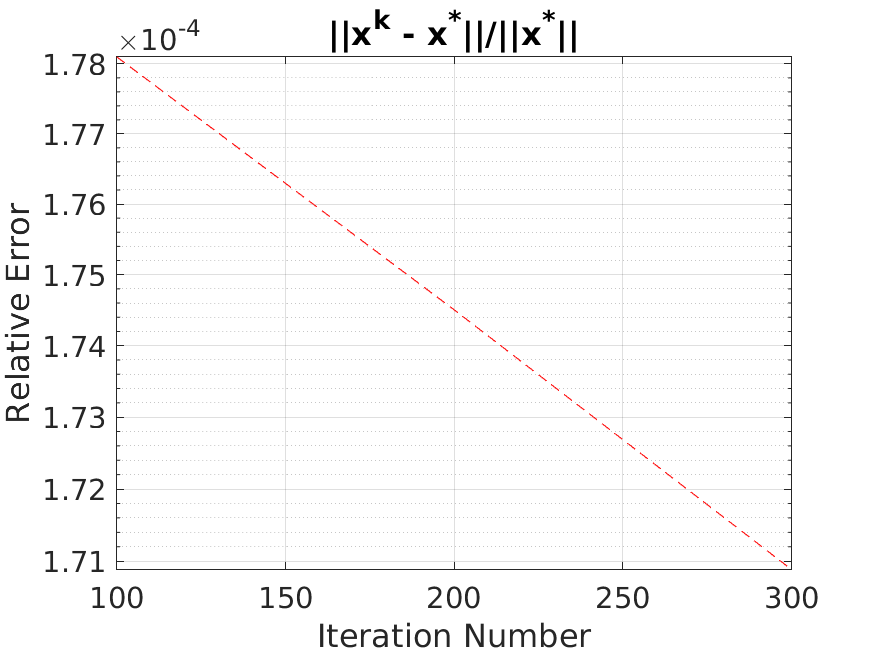 ||x^k - x^*||/||x^*||
×10^-4
1.78
1.77
1.76
1.75
1.74
1.73
1.72
1.71
Relative Error
100 150 200 250 300
Iteration Number